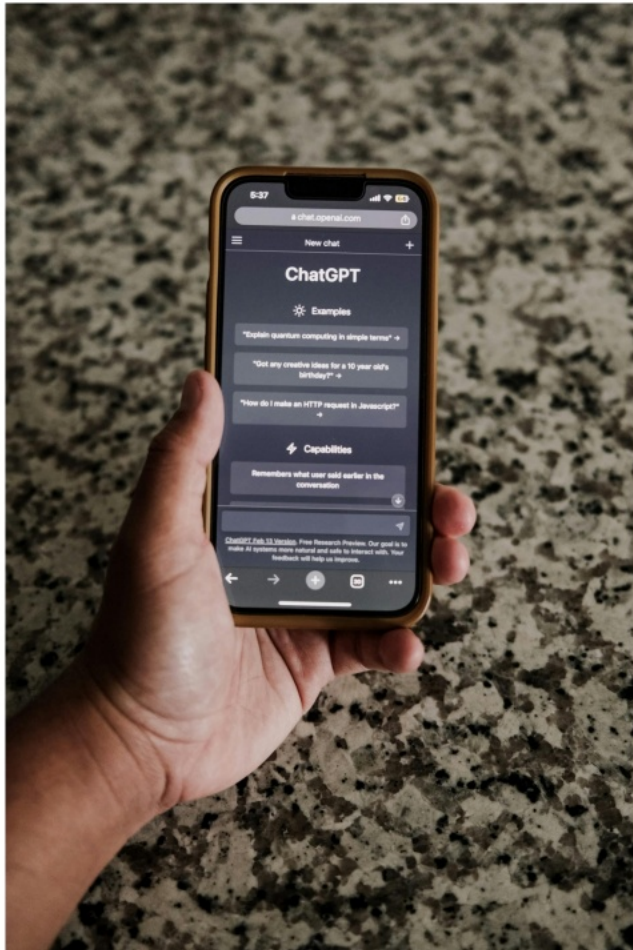 5:37
chat.openai.com
New chat
ChatGPT
Examples
"Explain quantum computing in simple terms" →
"Got any creative ideas for a 10 year old's
birthday?" →
"How do I make an HTTP request in Javascript?"
→
Capabilities
Remembers what user said earlier in the
conversation
ChatGPT Feb 13 Version. Free Research Preview. Our goal is to
make AI systems more natural and safe to interact with. Your
feedback will help us improve.